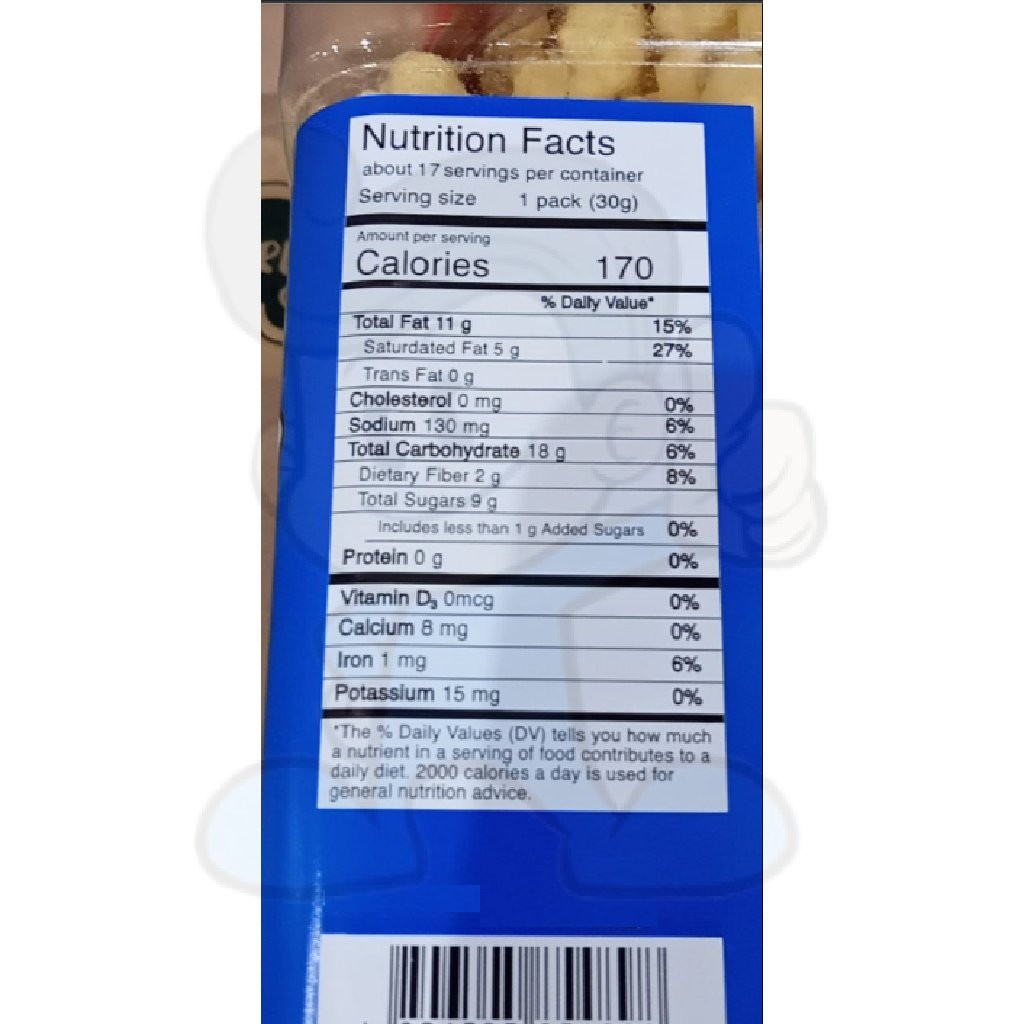 Nutrition Facts
about 17 servings per container
Serving size 1 pack (30g)
Amount per serving
Calories 170
% Daily Value*
Total Fat 11 g 15%
Saturdated Fat 5 g 27%
Trans Fat 0 g
Cholesterol 0 mg 0%
Sodium 130 mg 6%
Total Carbohydrate 18 g 6%
Dietary Fiber 2 g 8%
Total Sugars 9 g
Includes less than 1 g Added Sugars 0%
Protein 0 g 0%
Vitamin D₃ 0mcg 0%
Calcium 8 mg 0%
Iron 1 mg 6%
Potassium 15 mg 0%
*The % Daily Values (DV) tells you how much
a nutrient in a serving of food contributes to a
daily diet. 2000 calories a day is used for
general nutrition advice.